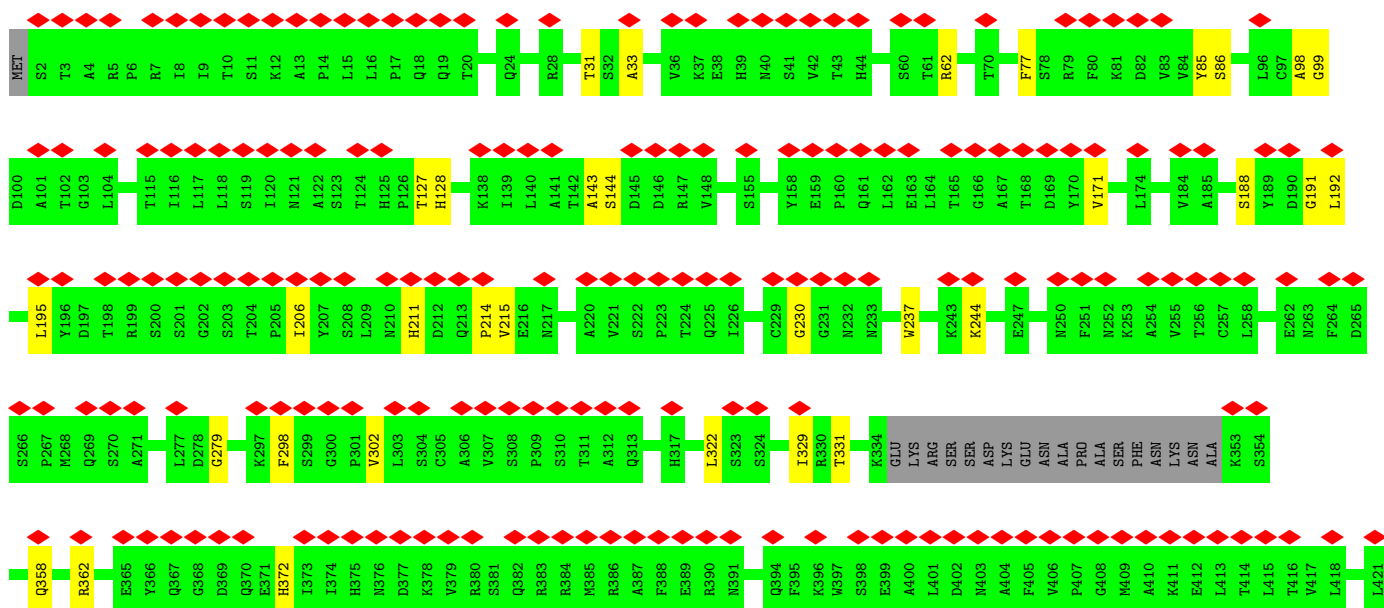 MET S2 T3 A4 R5 P6 R7 I8 I9 T10 S11 K12 A13 P14 L15 L16 P17 Q18 Q19 T20 Q24 R28 T31 S32 A33 V36 K37 E38 H39 N40 S41 V42 T43 H44 S60 T61 R62 T70 F77 S78 R79 F80 K81 D82 V83 V84 Y85 S86 L96 C97 A98 G99
D100 A101 T102 G103 L104 T115 I116 L117 L118 S119 I120 N121 A122 S123 T124 H125 P126 T127 H128 K138 I139 L140 A141 T142 A143 S144 D145 D146 R147 V148 S155 Y158 E159 P160 Q161 L162 E163 L164 T165 G166 A167 T168 D169 Y170 V171 L174 V184 A185 S188 Y189 D190 G191 L192
L195 Y196 D197 T198 R199 S200 S201 G202 S203 T204 P205 I206 Y207 S208 L209 N210 H211 D212 Q213 P214 V215 E216 N217 A220 V221 S222 P223 T224 Q225 I226 C229 G230 G231 N232 N233 W237 K243 K244 E247 N250 F251 N252 K253 A254 V255 T256 C257 L258 E262 N263 F264 D265
S266 P267 M268 Q269 S270 A271 L277 D278 G279 K297 F298 S299 G300 P301 V302 L303 S304 C305 A306 V307 S308 P309 S310 T311 A312 Q313 H317 L322 S323 S324 I329 R330 T331 K334 GLU LYS ARG SER SER ASP LYS GLU ASN ALA PRO ALA SER PHE ASN LYS ASN ALA K353 S354
Q358 R362 E365 Y366 Q367 G368 D369 Q370 E371 H372 I373 I374 H375 N376 D377 K378 V379 R380 S381 Q382 R383 R384 M385 R386 A387 F388 E389 R390 N391 Q394 F395 K396 W397 S398 E399 A400 L401 D402 N403 A404 F405 V406 P407 G408 M409 A410 K411 E412 L413 T414 L415 T416 V417 L418 L421